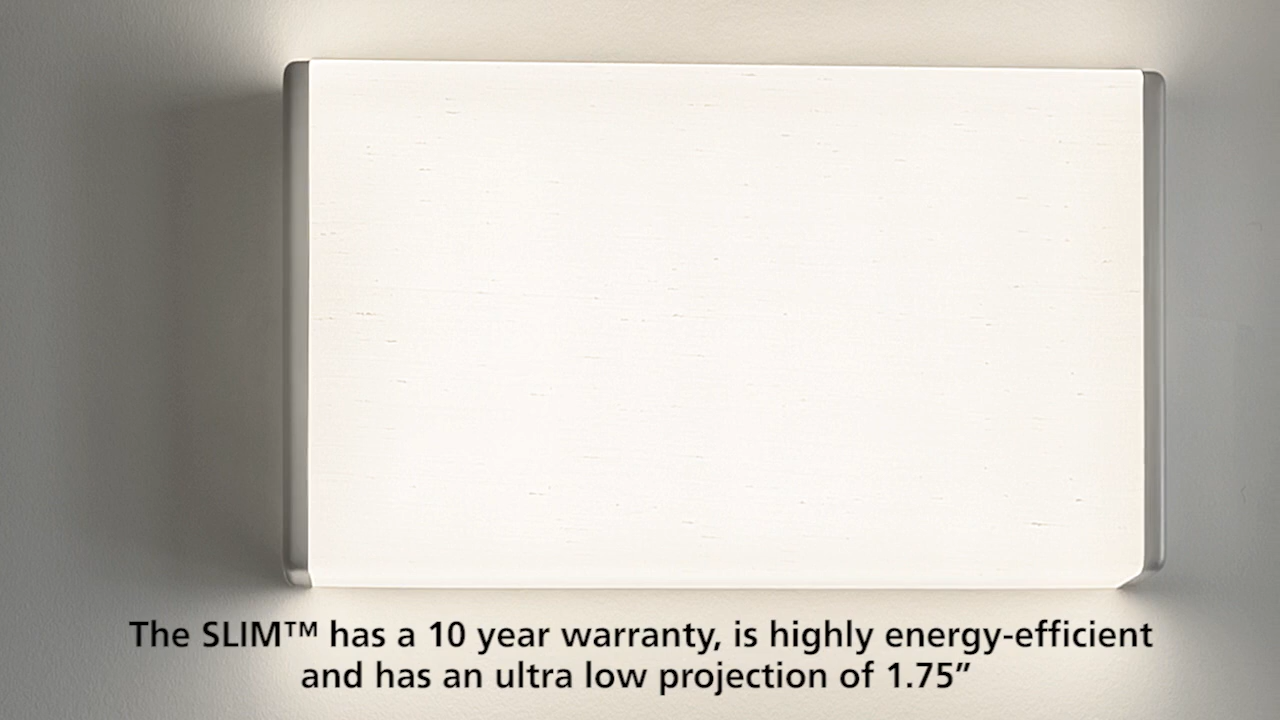 The SLIM™ has a 10 year warranty, is highly energy-efficient
and has an ultra low projection of 1.75”